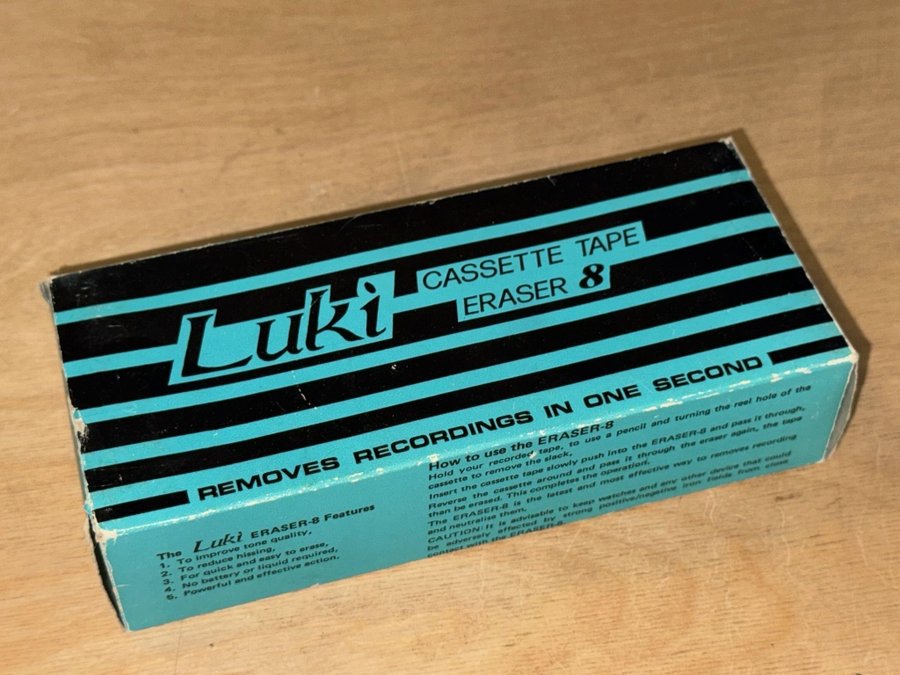 Luki
CASSETTE TAPE
ERASER 8
REMOVES RECORDINGS IN ONE SECOND
The Luki ERASER-8 Features
1. To improve tone quality,
2. To reduce hissing,
3. For quick and easy to erase,
4. No battery or liquid required,
5. Powerful and effective action.
How to use the ERASER-8
Hold your recorded tape, to use a pencil and turning the reel hole of the
cassette to remove the slack,
Insert the cassette tape slowly push into the ERASER-8 and pass it through,
Reverse the cassette around and pass it through the eraser again, the tape
than be erased. This completes the operation.
The ERASER-8 is the latest and most effective way to removes recording
and neutralise them.
CAUTION: It is advisable to keep watches and any other device that could
be adversely affected by strong positive/negative iron fields from close
contact with the ERASER-8.